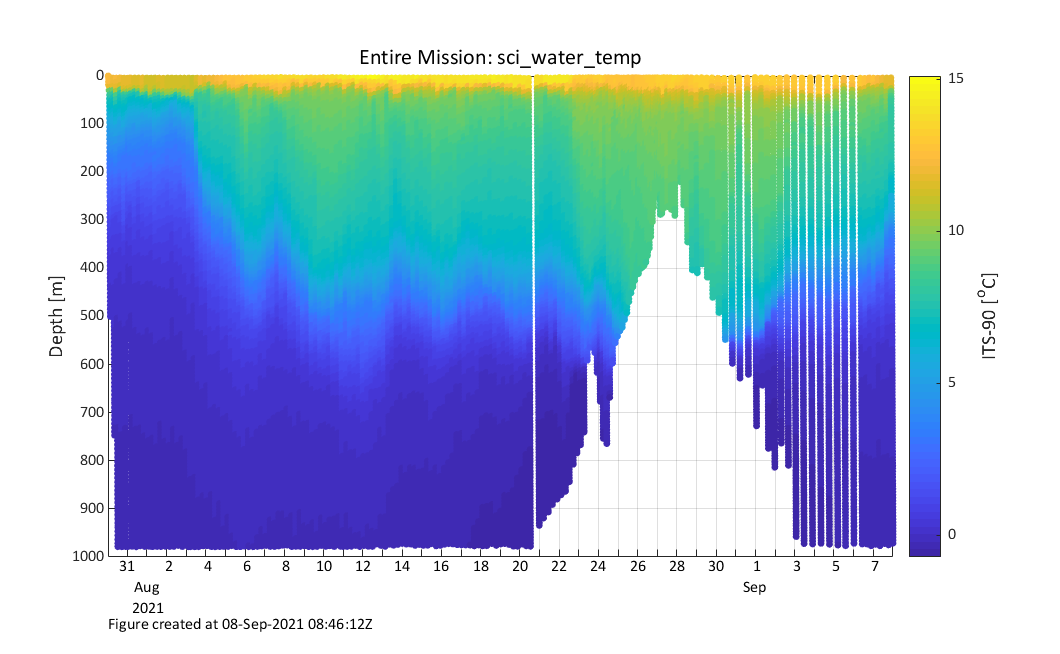 Entire Mission: sci_water_temp
0
100
200
300
400
500
600
700
800
900
1000
Depth [m]
31 2 4 6 8 10 12 14 16 18 20 22 24 26 28 30 1 3 5 7
Aug Sep
2021
15
10
5
0
ITS-90 [°C]
Figure created at 08-Sep-2021 08:46:12Z